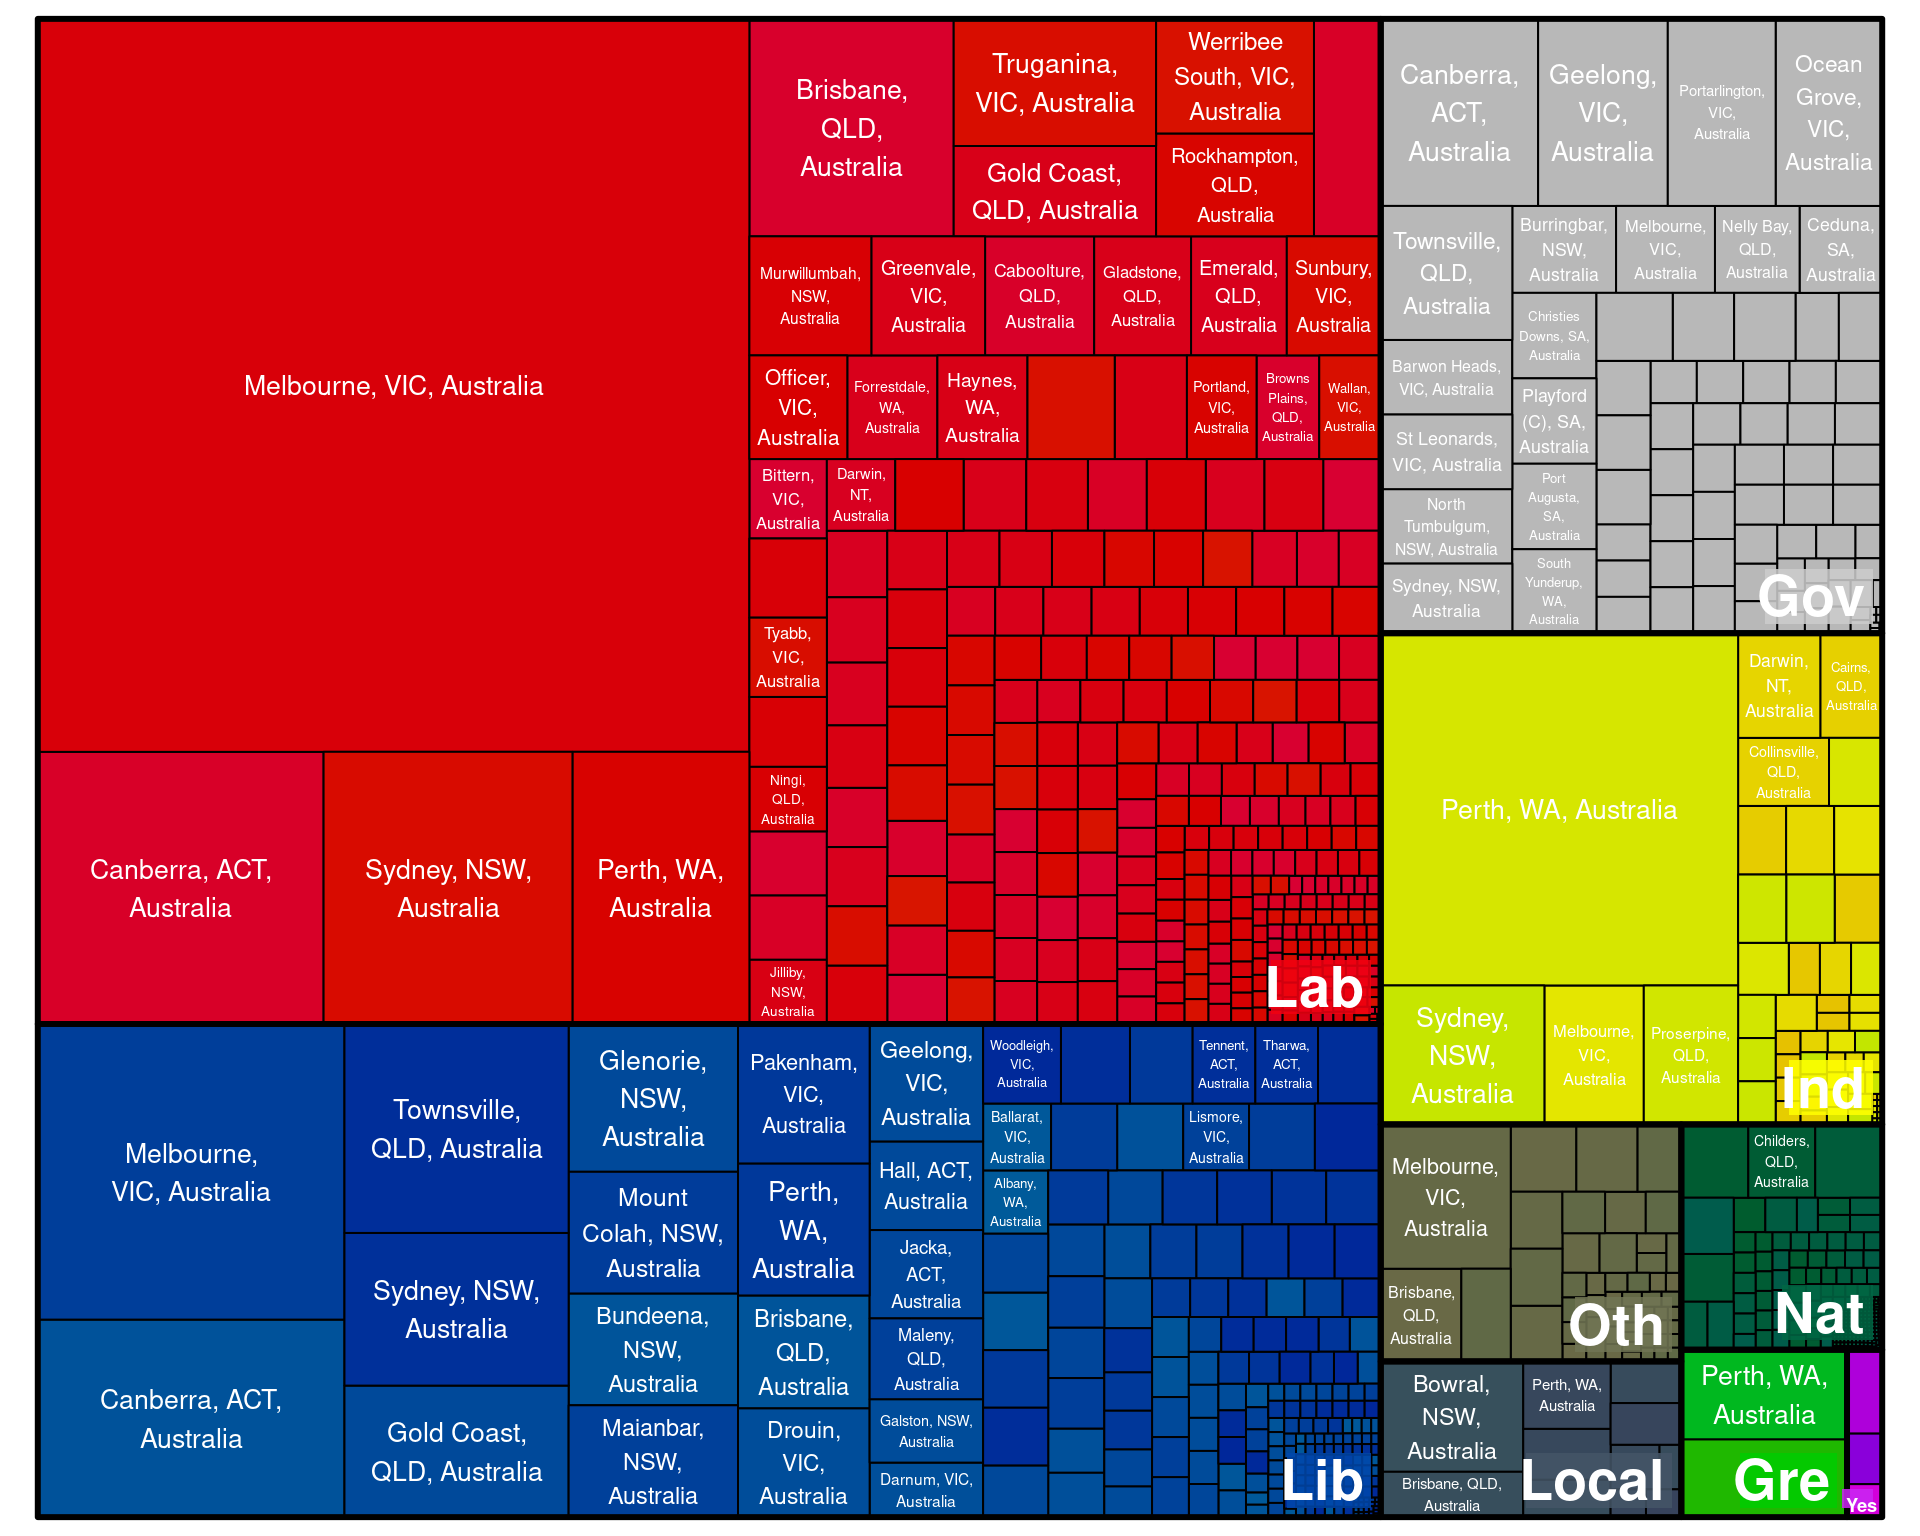 Melbourne, VIC, Australia
Canberra, ACT,
Australia
Sydney, NSW,
Australia
Perth, WA,
Australia
Brisbane,
QLD,
Australia
Truganina,
VIC, Australia
Gold Coast,
QLD, Australia
Werribee
South, VIC,
Australia
Rockhampton,
QLD,
Australia
Murwillumbah,
NSW,
Australia
Greenvale,
VIC,
Australia
Caboolture,
QLD,
Australia
Gladstone,
QLD,
Australia
Emerald,
QLD,
Australia
Sunbury,
VIC,
Australia
Officer,
VIC,
Australia
Forrestdale,
WA,
Australia
Haynes,
WA,
Australia
Portland,
VIC,
Australia
Browns
Plains,
QLD,
Australia
Wallan,
VIC,
Australia
Bittern,
VIC,
Australia
Darwin,
NT,
Australia
Tyabb,
VIC,
Australia
Ningi,
QLD,
Australia
Jilliby,
NSW,
Australia
Lab
Canberra,
ACT,
Australia
Geelong,
VIC,
Australia
Portarlington,
VIC,
Australia
Ocean
Grove,
VIC,
Australia
Townsville,
QLD,
Australia
Burringbar,
NSW,
Australia
Melbourne,
VIC,
Australia
Nelly Bay,
QLD,
Australia
Ceduna,
SA,
Australia
Christies
Downs, SA,
Australia
Barwon Heads,
VIC, Australia
Playford
(C), SA,
Australia
St Leonards,
VIC, Australia
Port
Augusta,
SA,
Australia
North
Tumbulgum,
NSW, Australia
South
Yunderup,
WA,
Australia
Sydney, NSW,
Australia
Gov
Perth, WA, Australia
Darwin,
NT,
Australia
Cairns,
QLD,
Australia
Collinsville,
QLD,
Australia
Sydney,
NSW,
Australia
Melbourne,
VIC,
Australia
Proserpine,
QLD,
Australia
Ind
Melbourne,
VIC, Australia
Canberra, ACT,
Australia
Townsville,
QLD, Australia
Sydney, NSW,
Australia
Gold Coast,
QLD, Australia
Glenorie,
NSW,
Australia
Mount
Colah, NSW,
Australia
Bundeena,
NSW,
Australia
Maianbar,
NSW,
Australia
Pakenham,
VIC,
Australia
Perth,
WA,
Australia
Brisbane,
QLD,
Australia
Drouin,
VIC,
Australia
Geelong,
VIC,
Australia
Hall, ACT,
Australia
Jacka,
ACT,
Australia
Maleny,
QLD,
Australia
Galston, NSW,
Australia
Darnum, VIC,
Australia
Woodleigh,
VIC,
Australia
Tennent,
ACT,
Australia
Tharwa,
ACT,
Australia
Ballarat,
VIC,
Australia
Lismore,
VIC,
Australia
Albany,
WA,
Australia
Lib
Melbourne,
VIC,
Australia
Brisbane,
QLD,
Australia
Oth
Childers,
QLD,
Australia
Nat
Bowral,
NSW,
Australia
Perth, WA,
Australia
Brisbane, QLD,
Australia
Local
Perth, WA,
Australia
Gre
Yes